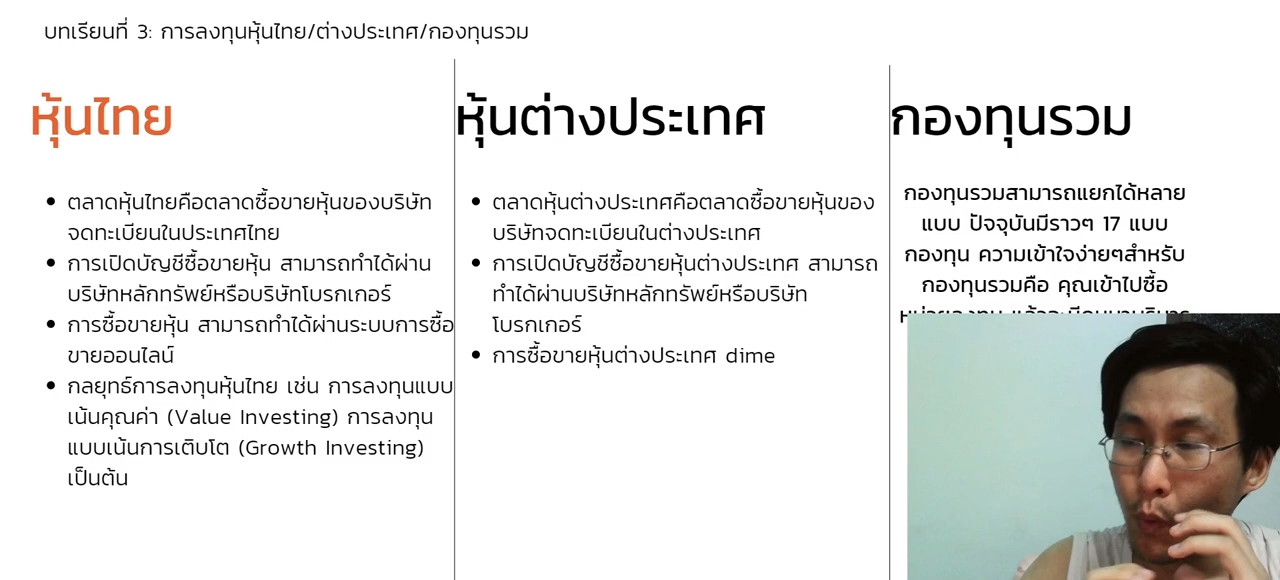 บทเรียนที่ 3: การลงทุนหุ้นไทย/ต่างประเทศ/กองทุนรวม
หุ้นไทย
ตลาดหุ้นไทยคือตลาดซื้อขายหุ้นของบริษัท
จดทะเบียนในประเทศไทย
การเปิดบัญชีซื้อขายหุ้น สามารถทำได้ผ่าน
บริษัทหลักทรัพย์หรือบริษัทโบรกเกอร์
การซื้อขายหุ้น สามารถทำได้ผ่านระบบการซื้อ
ขายออนไลน์
กลยุทธ์การลงทุนหุ้นไทย เช่น การลงทุนแบบ
เน้นคุณค่า (Value Investing) การลงทุน
แบบเน้นการเติบโต (Growth Investing)
เป็นต้น
หุ้นต่างประเทศ
ตลาดหุ้นต่างประเทศคือตลาดซื้อขายหุ้นของ
บริษัทจดทะเบียนในต่างประเทศ
การเปิดบัญชีซื้อขายหุ้นต่างประเทศ สามารถ
ทำได้ผ่านบริษัทหลักทรัพย์หรือบริษัท
โบรกเกอร์
การซื้อขายหุ้นต่างประเทศ dime
กองทุนรวม
กองทุนรวมสามารถแยกได้หลาย
แบบ ปัจจุบันมีราวๆ 17 แบบ
กองทุน ความเข้าใจง่ายๆสำหรับ
กองทุนรวมคือ คุณเข้าไปซื้อ